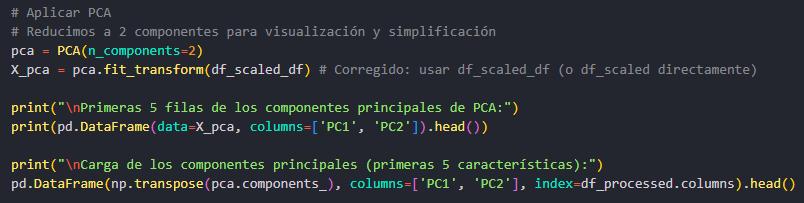 # Aplicar PCA
# Reducimos a 2 componentes para visualización y simplificación
pca = PCA(n_components=2)
X_pca = pca.fit_transform(df_scaled_df) # Corregido: usar df_scaled_df (o df_scaled directamente)
print("\nPrimeras 5 filas de los componentes principales de PCA:")
print(pd.DataFrame(data=X_pca, columns=['PC1', 'PC2']).head())
print("\nCarga de los componentes principales (primeras 5 características):")
pd.DataFrame(np.transpose(pca.components_), columns=['PC1', 'PC2'], index=df_processed.columns).head()